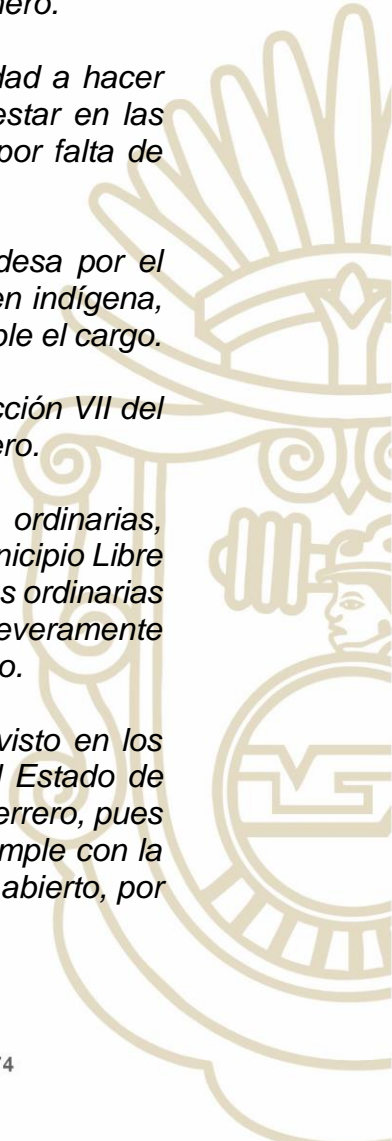 nero.
dad a hacer
estar en las
por falta de
desa por el
en indígena,
ble el cargo.
cción VII del
ero.
ordinarias,
nicipio Libre
s ordinarias
everamente
o.
visto en los
l Estado de
errero, pues
mple con la
abierto, por
74